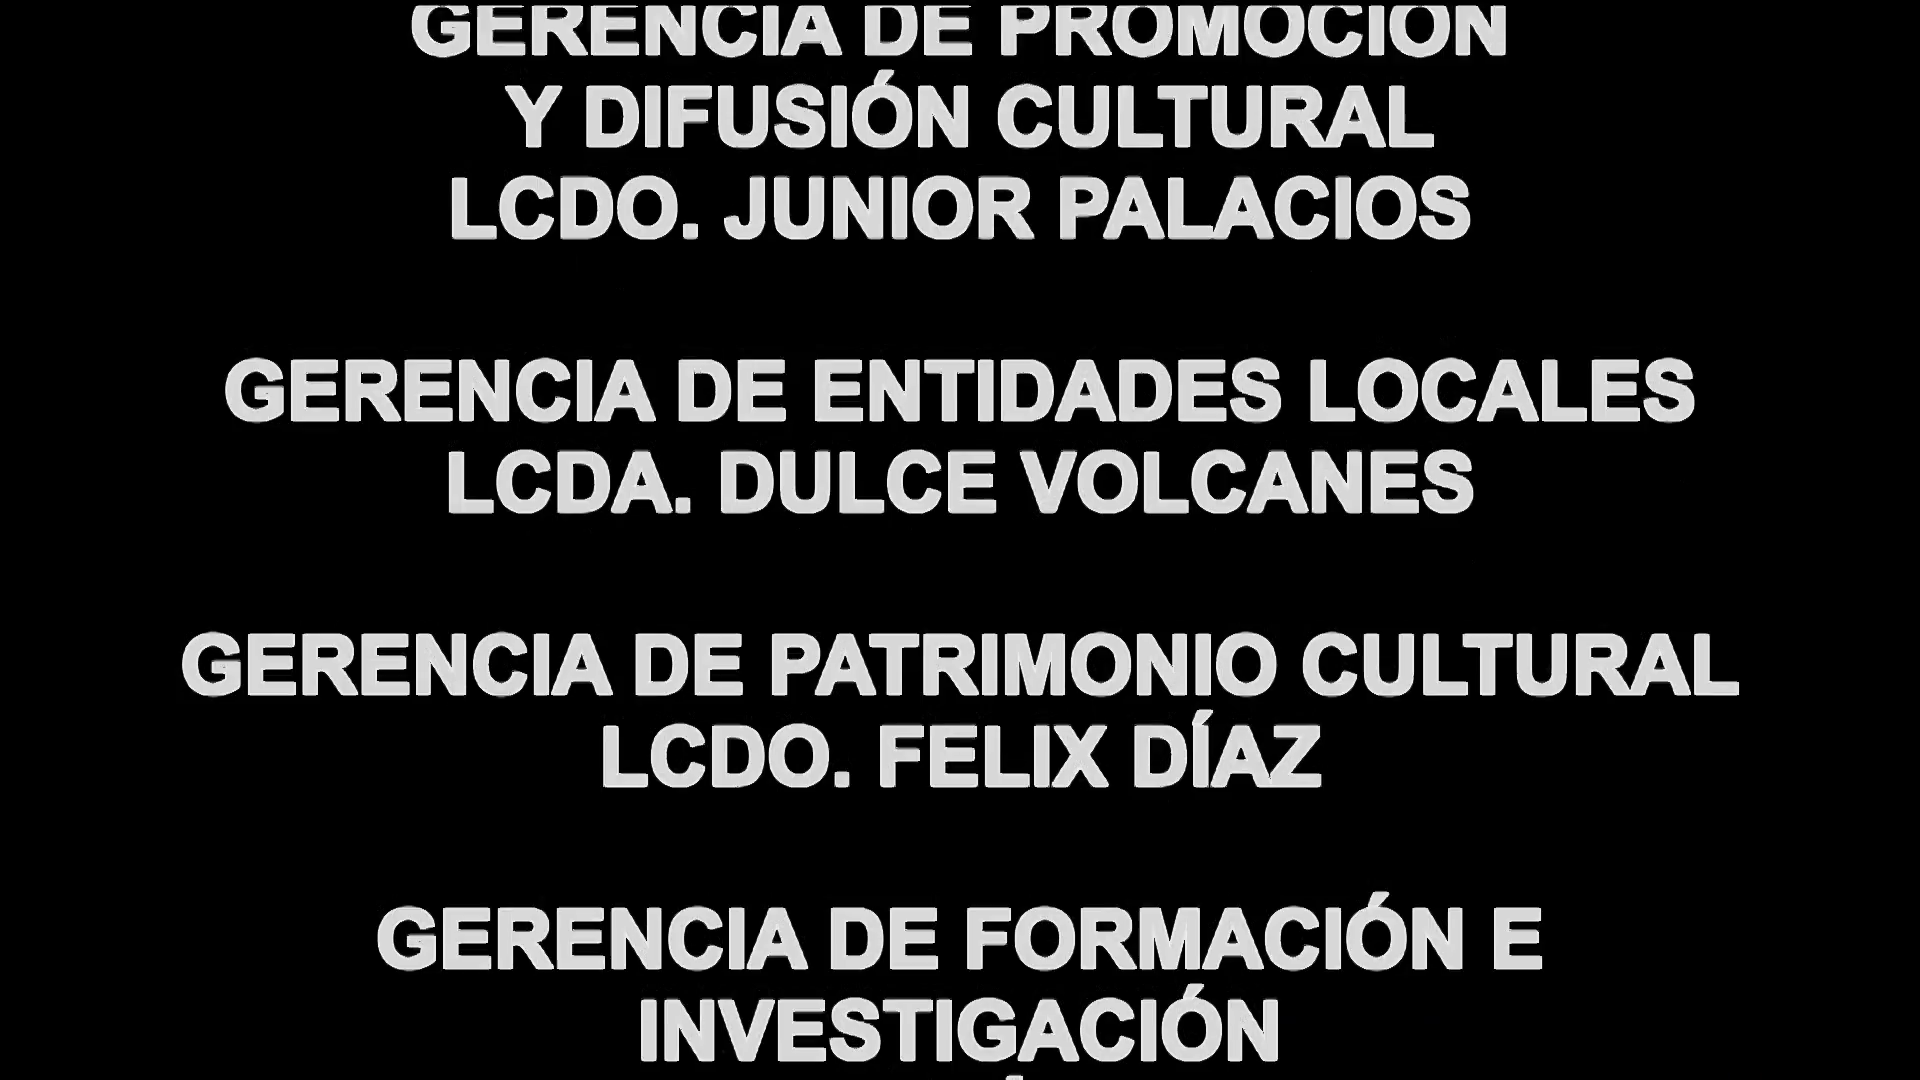 GERENCIA DE PROMOCIÓN
Y DIFUSIÓN CULTURAL
LCDO. JUNIOR PALACIOS
GERENCIA DE ENTIDADES LOCALES
LCDA. DULCE VOLCANES
GERENCIA DE PATRIMONIO CULTURAL
LCDO. FELIX DÍAZ
GERENCIA DE FORMACIÓN E
INVESTIGACIÓN